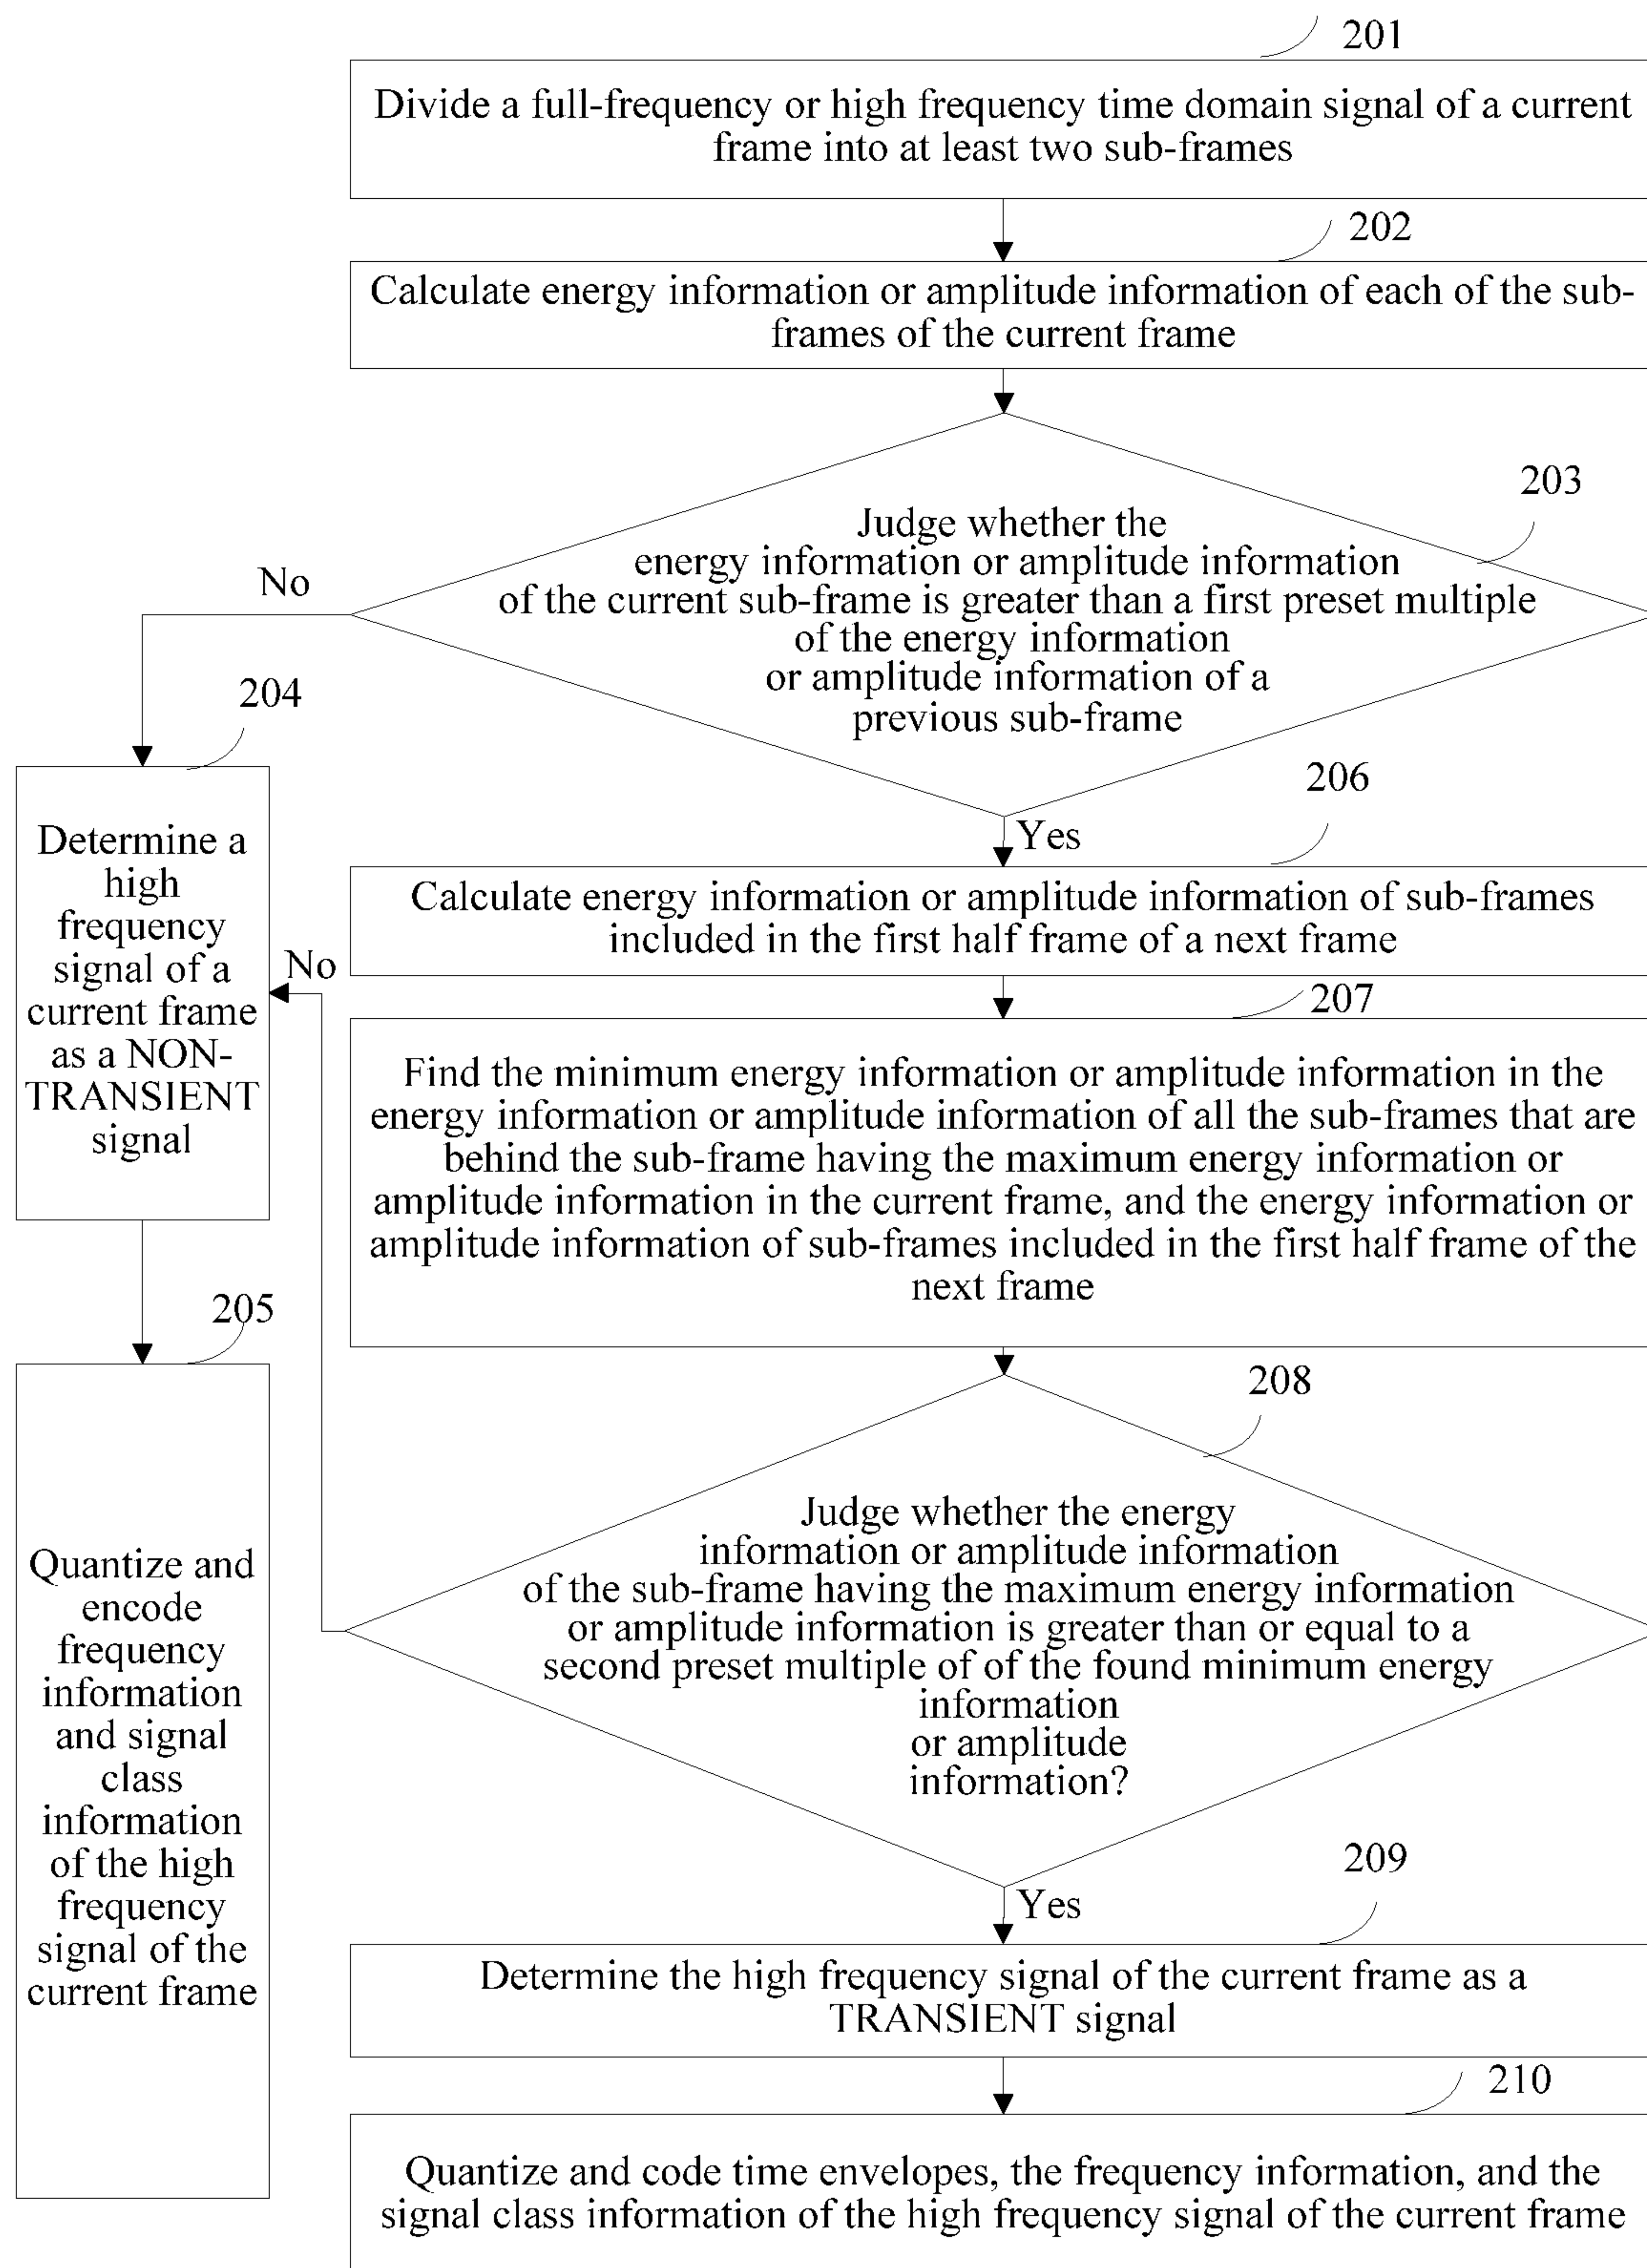 201
Divide a full-frequency or high frequency time domain signal of a current
frame into at least two sub-frames
202
Calculate energy information or amplitude information of each of the sub-
frames of the current frame
203
Judge whether the
energy information or amplitude information
of the current sub-frame is greater than a first preset multiple
of the energy information
or amplitude information of a
previous sub-frame
No
204
Determine a
high
frequency
signal of a
current frame
as a NON-
TRANSIENT
signal
205
Quantize and
encode
frequency
information
and signal
class
information
of the high
frequency
signal of the
current frame
Yes
206
Calculate energy information or amplitude information of sub-frames
included in the first half frame of a next frame
207
Find the minimum energy information or amplitude information in the
energy information or amplitude information of all the sub-frames that are
behind the sub-frame having the maximum energy information or
amplitude information in the current frame, and the energy information or
amplitude information of sub-frames included in the first half frame of the
next frame
208
Judge whether the energy
information or amplitude information
of the sub-frame having the maximum energy information
or amplitude information is greater than or equal to a
second preset multiple of of the found minimum energy
information
or amplitude
information?
No
Yes
209
Determine the high frequency signal of the current frame as a
TRANSIENT signal
210
Quantize and code time envelopes, the frequency information, and the
signal class information of the high frequency signal of the current frame